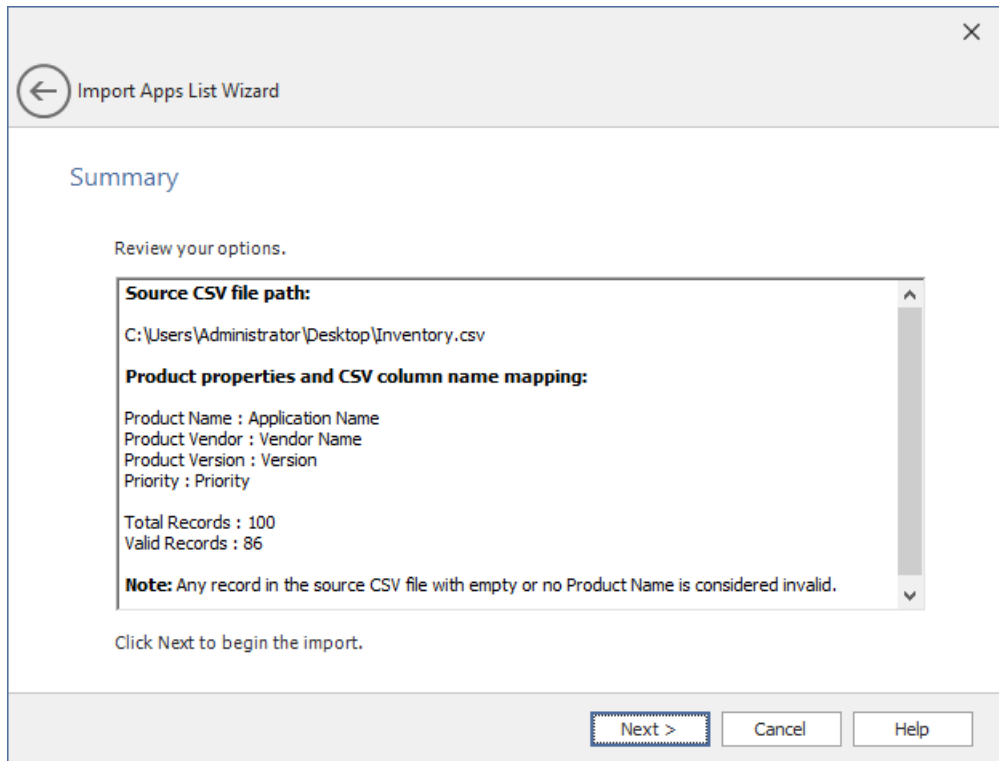 Import Apps List Wizard
Summary
Review your options.
Source CSV file path:
C:\Users\Administrator\Desktop\Inventory.csv
Product properties and CSV column name mapping:
Product Name : Application Name
Product Vendor : Vendor Name
Product Version : Version
Priority : Priority
Total Records : 100
Valid Records : 86
Note: Any record in the source CSV file with empty or no Product Name is considered invalid.
Click Next to begin the import.
Next >
Cancel
Help